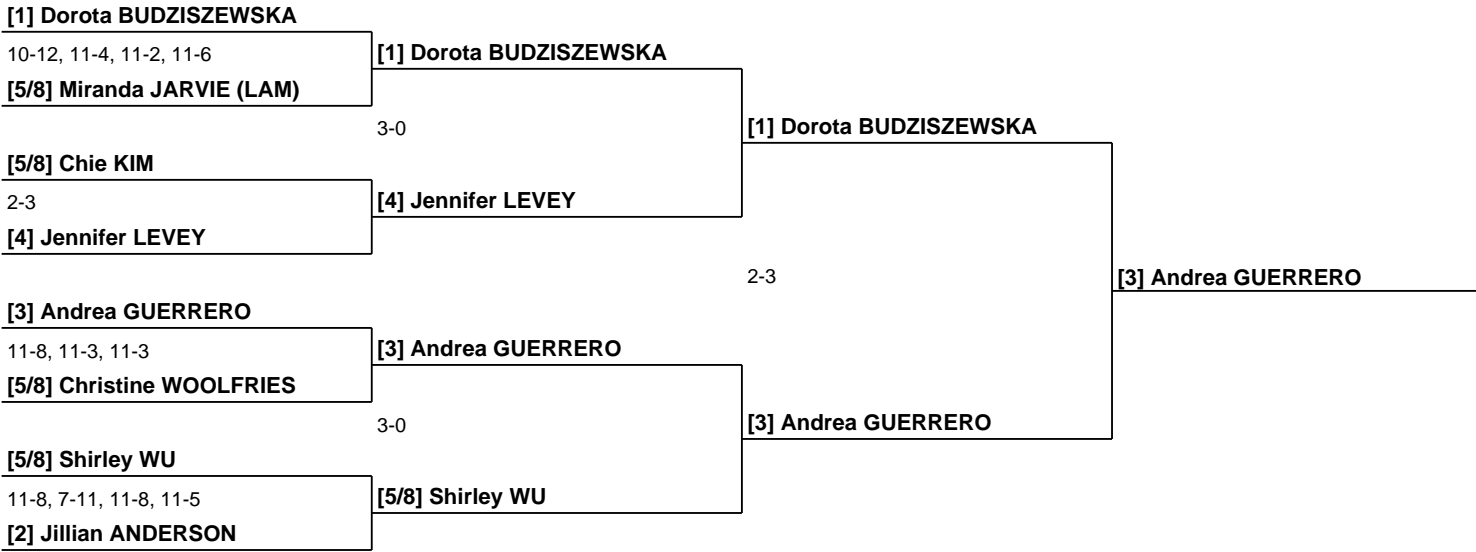 [1] Dorota BUDZISZEWSKA
10-12, 11-4, 11-2, 11-6
[1] Dorota BUDZISZEWSKA
[5/8] Miranda JARVIE (LAM)
3-0
[1] Dorota BUDZISZEWSKA
[5/8] Chie KIM
2-3
[4] Jennifer LEVEY
[4] Jennifer LEVEY
2-3
[3] Andrea GUERRERO
[3] Andrea GUERRERO
11-8, 11-3, 11-3
[3] Andrea GUERRERO
[5/8] Christine WOOLFRIES
3-0
[3] Andrea GUERRERO
[5/8] Shirley WU
11-8, 7-11, 11-8, 11-5
[5/8] Shirley WU
[2] Jillian ANDERSON